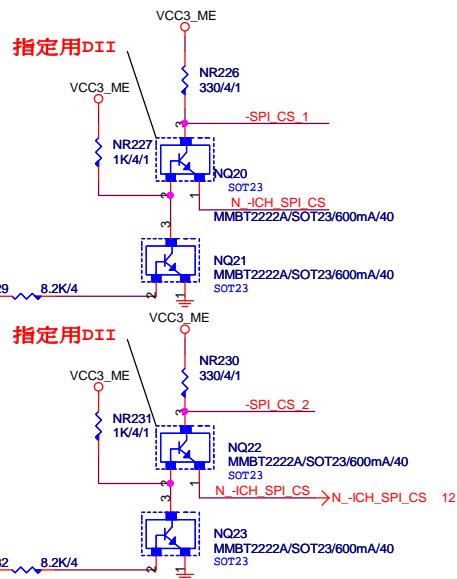 VCC3_ME
指定用DII
NR226
330/4/1
VCC3_ME
-SPI_CS_1
3
NR227
1K/4/1
NQ20
SOT23
2
1
N_-ICH_SPI_CS
MMBT2222A/SOT23/600mA/40
3
NQ21
MMBT2222A/SOT23/600mA/40
SOT23
29
8.2K/4
2
1
VCC3_ME
指定用DII
NR230
330/4/1
VCC3_ME
-SPI_CS_2
3
NR231
1K/4/1
NQ22
MMBT2222A/SOT23/600mA/40
SOT23
2
1
N_-ICH_SPI_CS
N_-ICH_SPI_CS 12
3
NQ23
MMBT2222A/SOT23/600mA/40
SOT23
32
8.2K/4
2
1